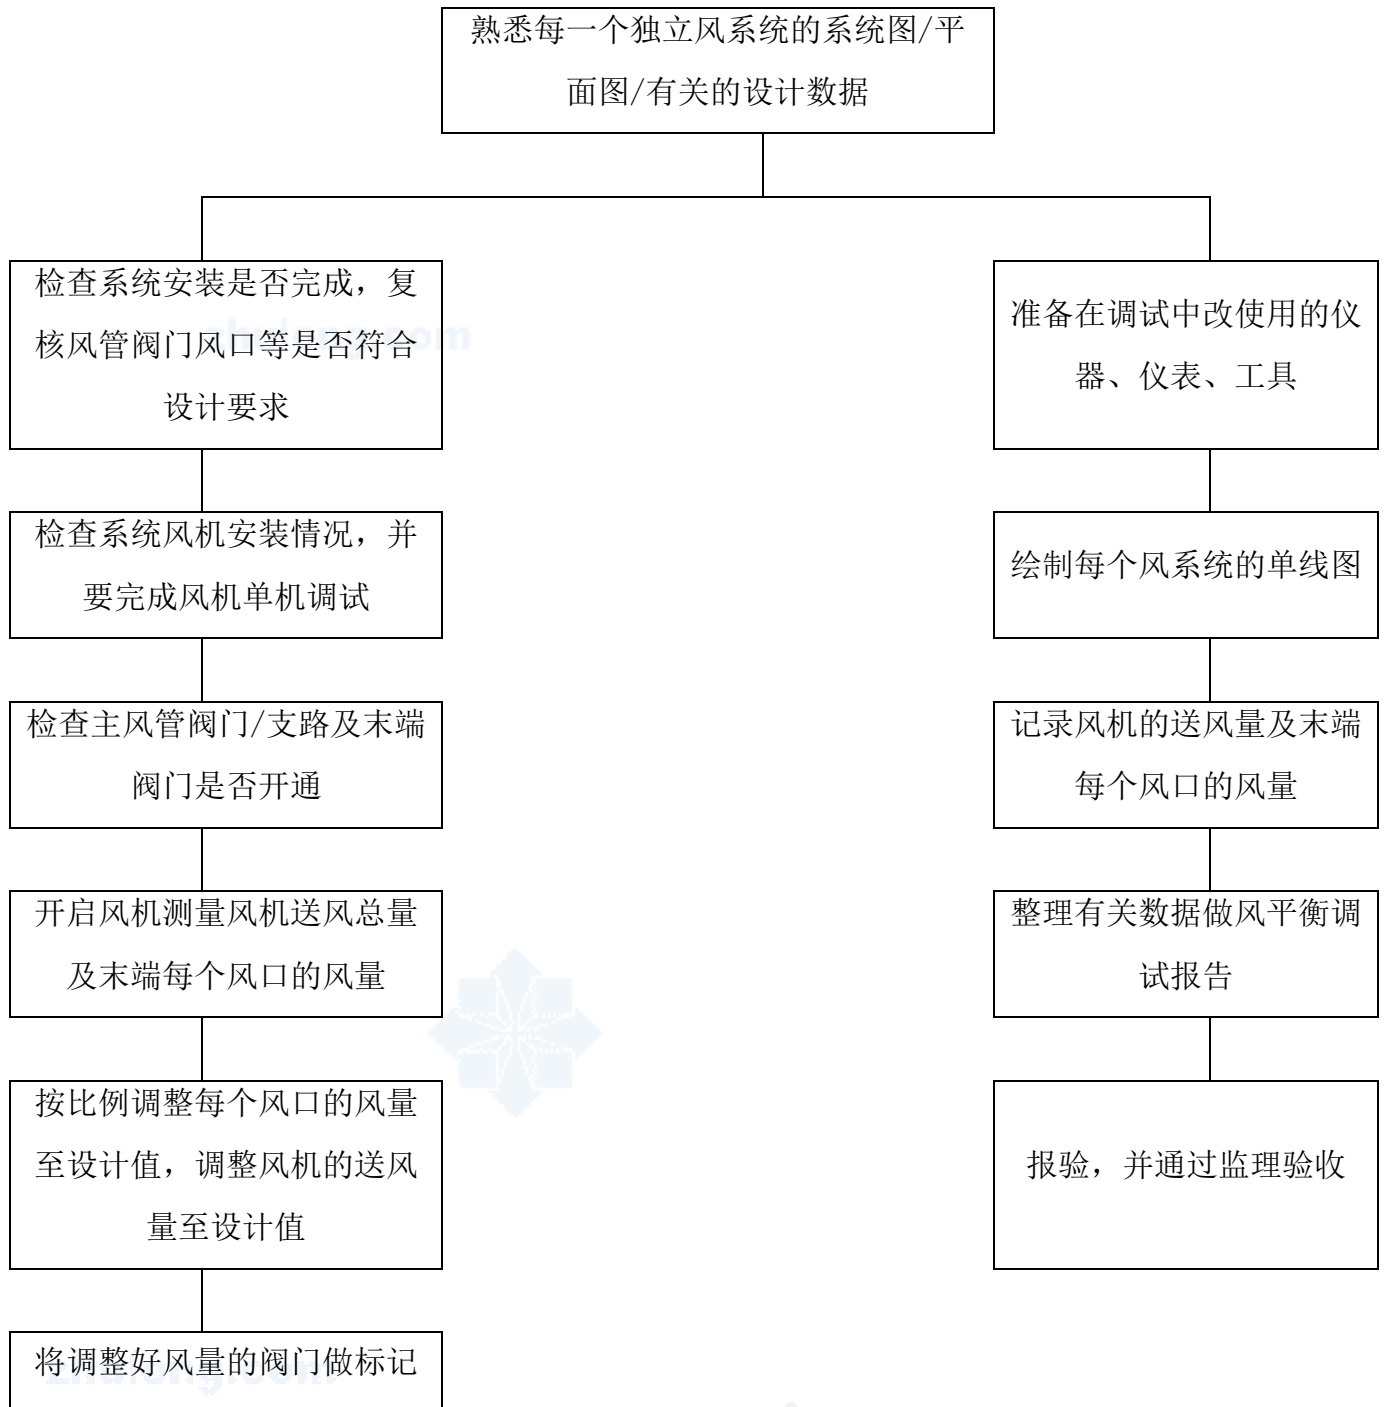 熟悉每一个独立风系统的系统图/平
面图/有关的设计数据
检查系统安装是否完成，复
核风管阀门风口等是否符合
设计要求
准备在调试中改使用的仪
器、仪表、工具
检查系统风机安装情况，并
要完成风机单机调试
绘制每个风系统的单线图
检查主风管阀门/支路及末端
阀门是否开通
记录风机的送风量及末端
每个风口的风量
开启风机测量风机送风总量
及末端每个风口的风量
整理有关数据做风平衡调
试报告
按比例调整每个风口的风量
至设计值，调整风机的送风
量至设计值
报验，并通过监理验收
将调整好风量的阀门做标记
zhulong.com
zhulong.com